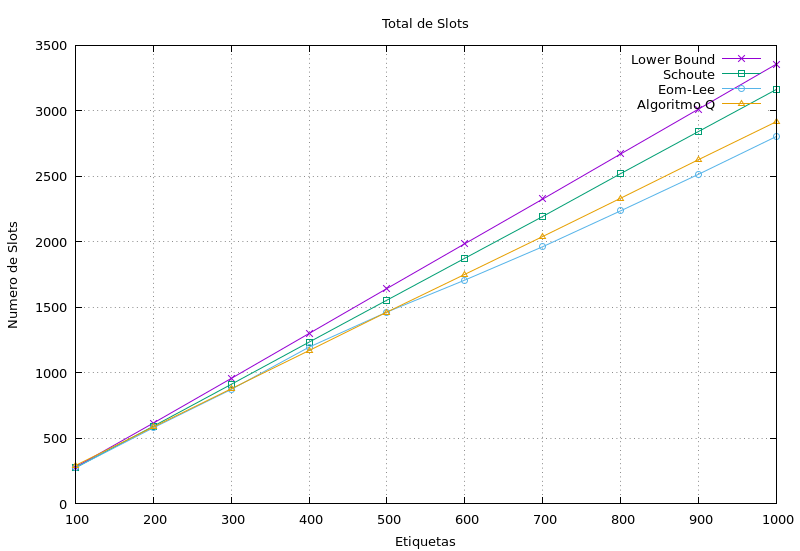 Total de Slots
3500
3000
2500
2000
1500
1000
500
0
Numero de Slots
Lower Bound
Schoute
Eom-Lee
Algoritmo Q
100 200 300 400 500 600 700 800 900 1000
Etiquetas